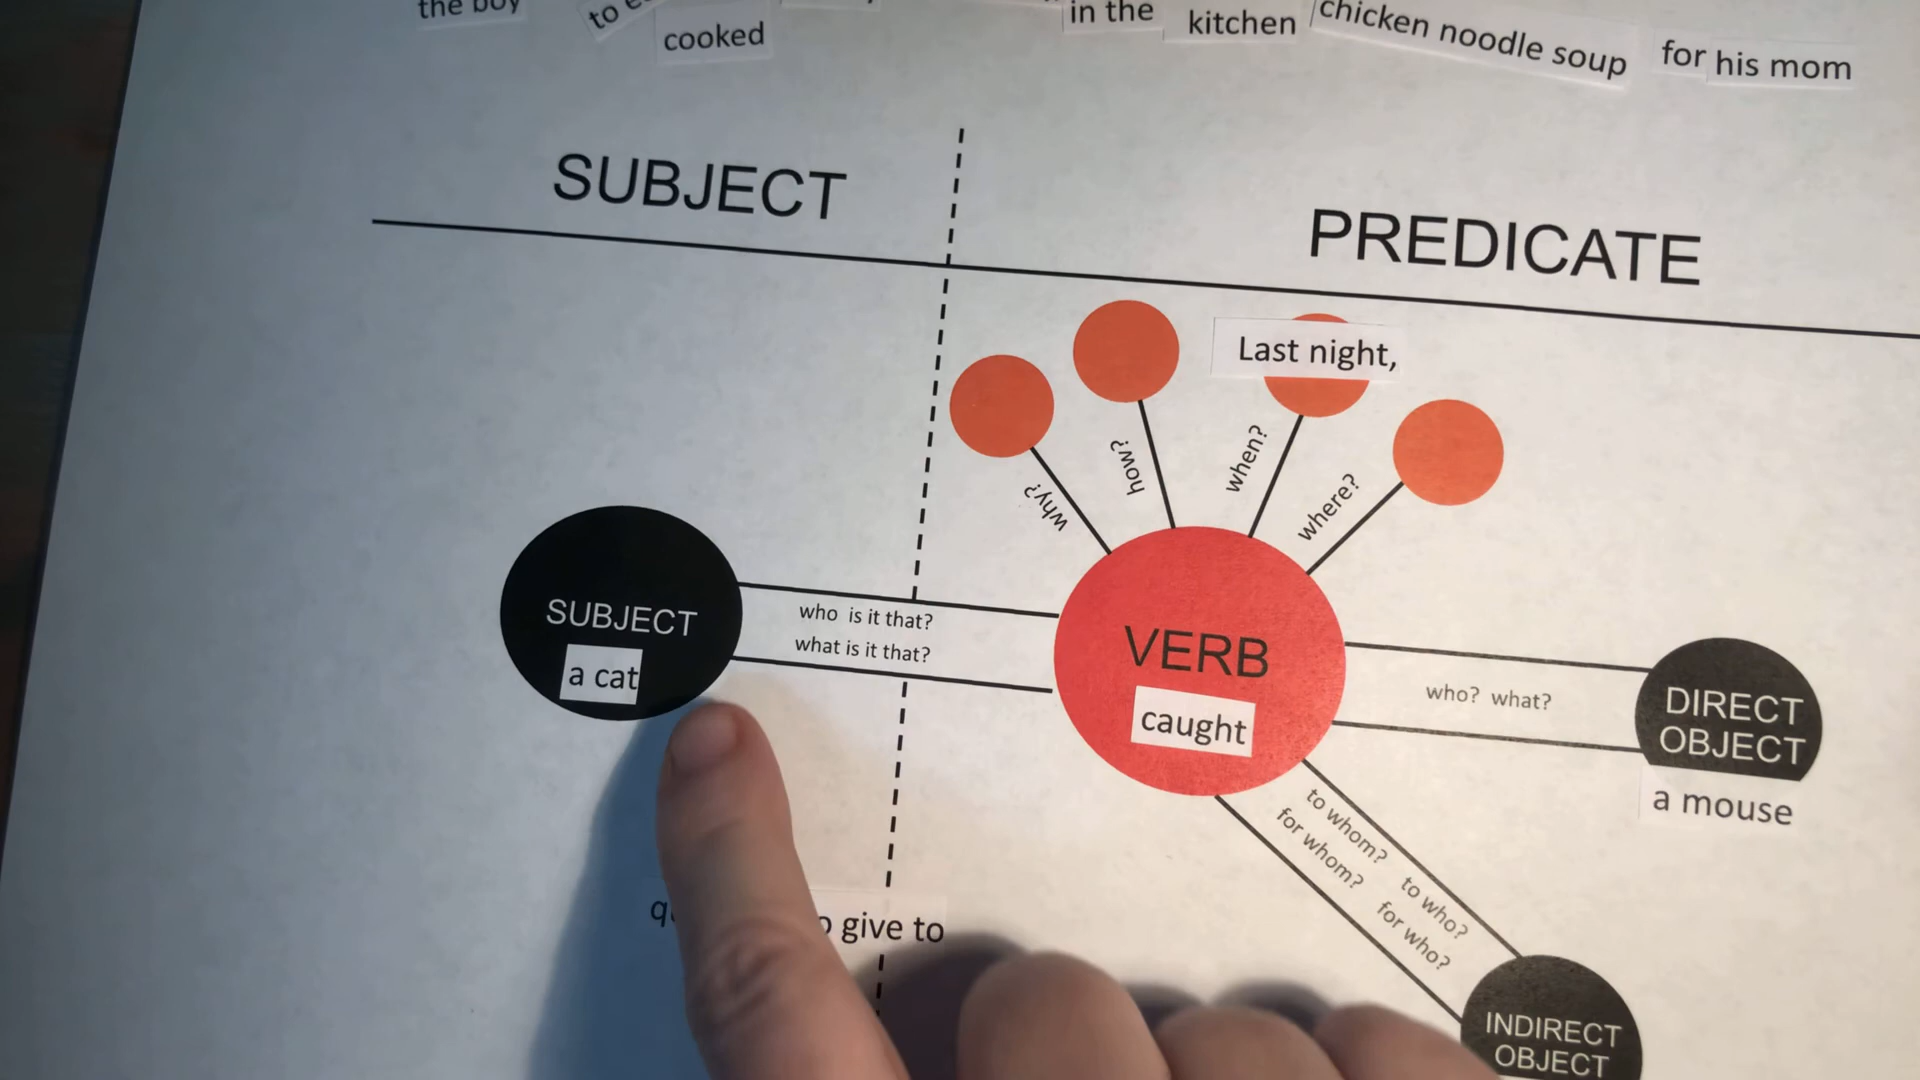 the boy
to
cooked
in the
kitchen
chicken noodle soup
for his mom
SUBJECT
PREDICATE
Last night,
why?
how?
when?
where?
SUBJECT
a cat
who is it that?
what is it that?
VERB
caught
who? what?
DIRECT
OBJECT
a mouse
to whom? to who?
for whom? for who?
give to
INDIRECT
OBJECT